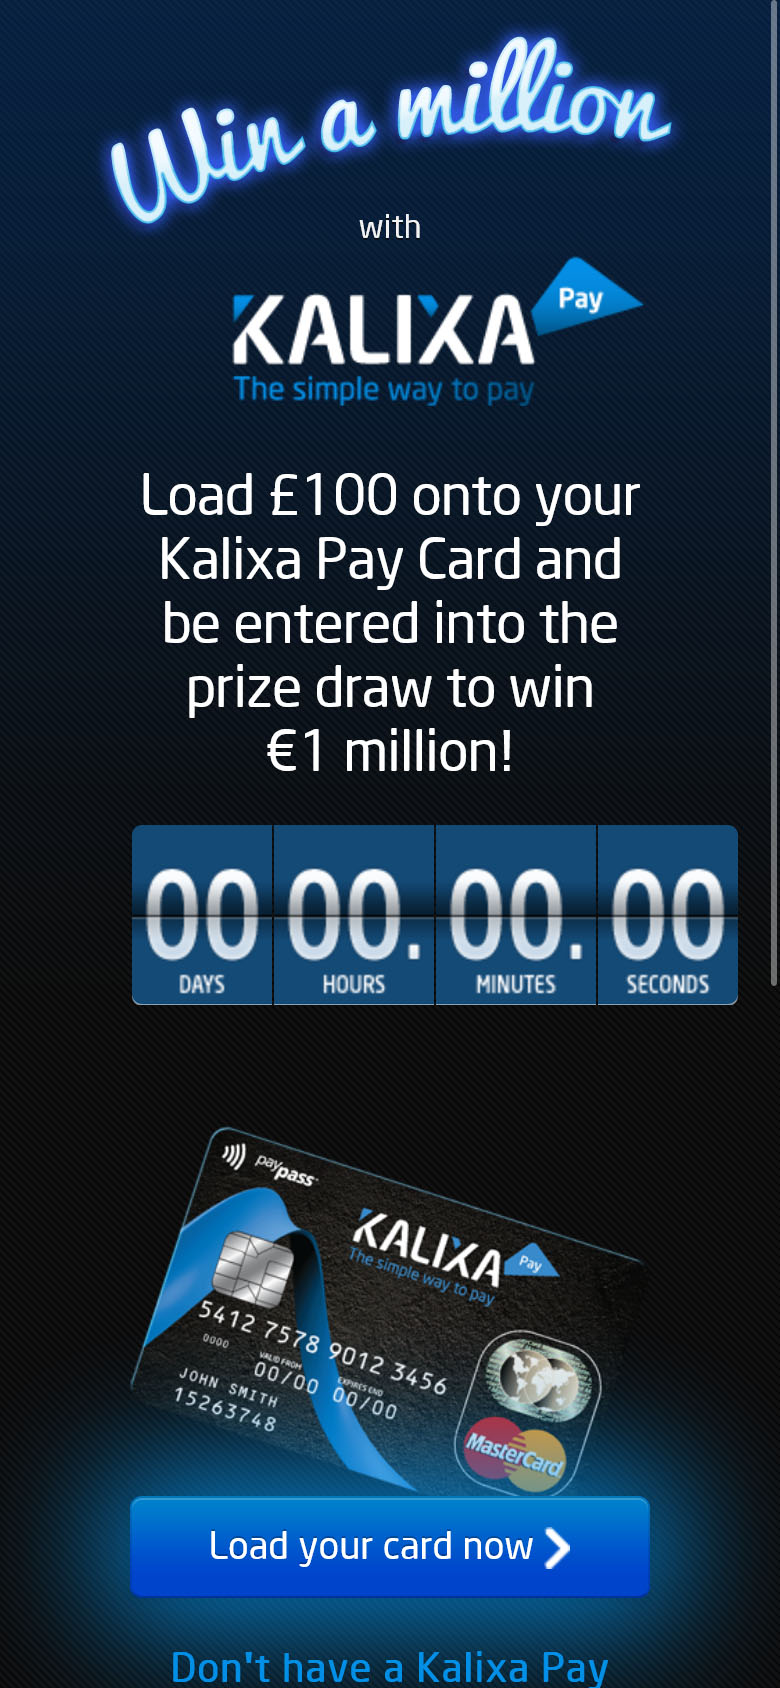 Win a million
with
KALIXA Pay
The simple way to pay
Load £100 onto your
Kalixa Pay Card and
be entered into the
prize draw to win
€1 million!
00 00. 00. 00
DAYS HOURS MINUTES SECONDS
paypass
KALIXA Pay
The simple way to pay
5412 7578 9012 3456
0000
VALID FROM 00/00 EXPIRES END 00/00
JOHN SMITH
15263748
MasterCard
Load your card now
Don't have a Kalixa Pay